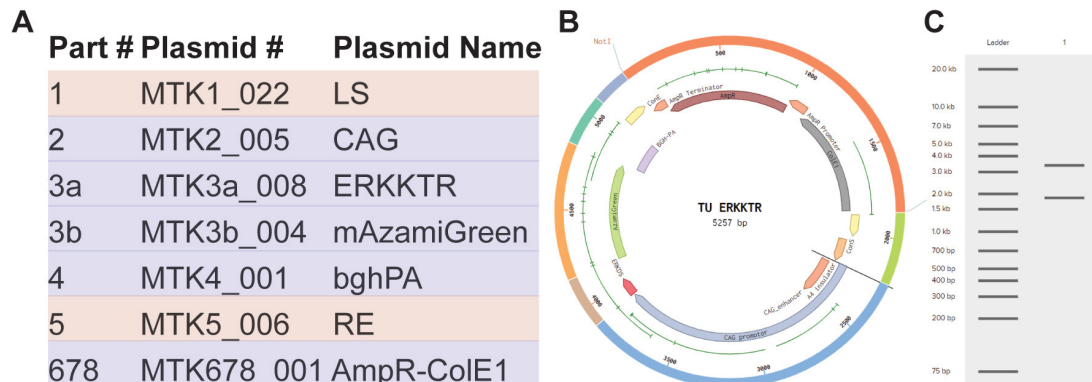 A
Part # Plasmid # Plasmid Name
1 MTK1_022 LS
2 MTK2_005 CAG
3a MTK3a_008 ERKKTR
3b MTK3b_004 mAzamiGreen
4 MTK4_001 bghPA
5 MTK5_006 RE
678 MTK678_001 AmpR-ColE1
B
NotI
500
1000
1500
2000
2500
3000
3500
4000
4500
5000
ConE
AmpR Terminator
AmpR
AmpR Promoter
ColE1
ConS
A4 Insulator
CAG_enhancer
CAG promotor
ERKDS
AzamiGreen
BGH-PA
TU ERKKTR
5257 bp
C
Ladder 1
20.0 kb
10.0 kb
7.0 kb
5.0 kb
4.0 kb
3.0 kb
2.0 kb
1.5 kb
1.0 kb
700 bp
500 bp
400 bp
300 bp
200 bp
75 bp